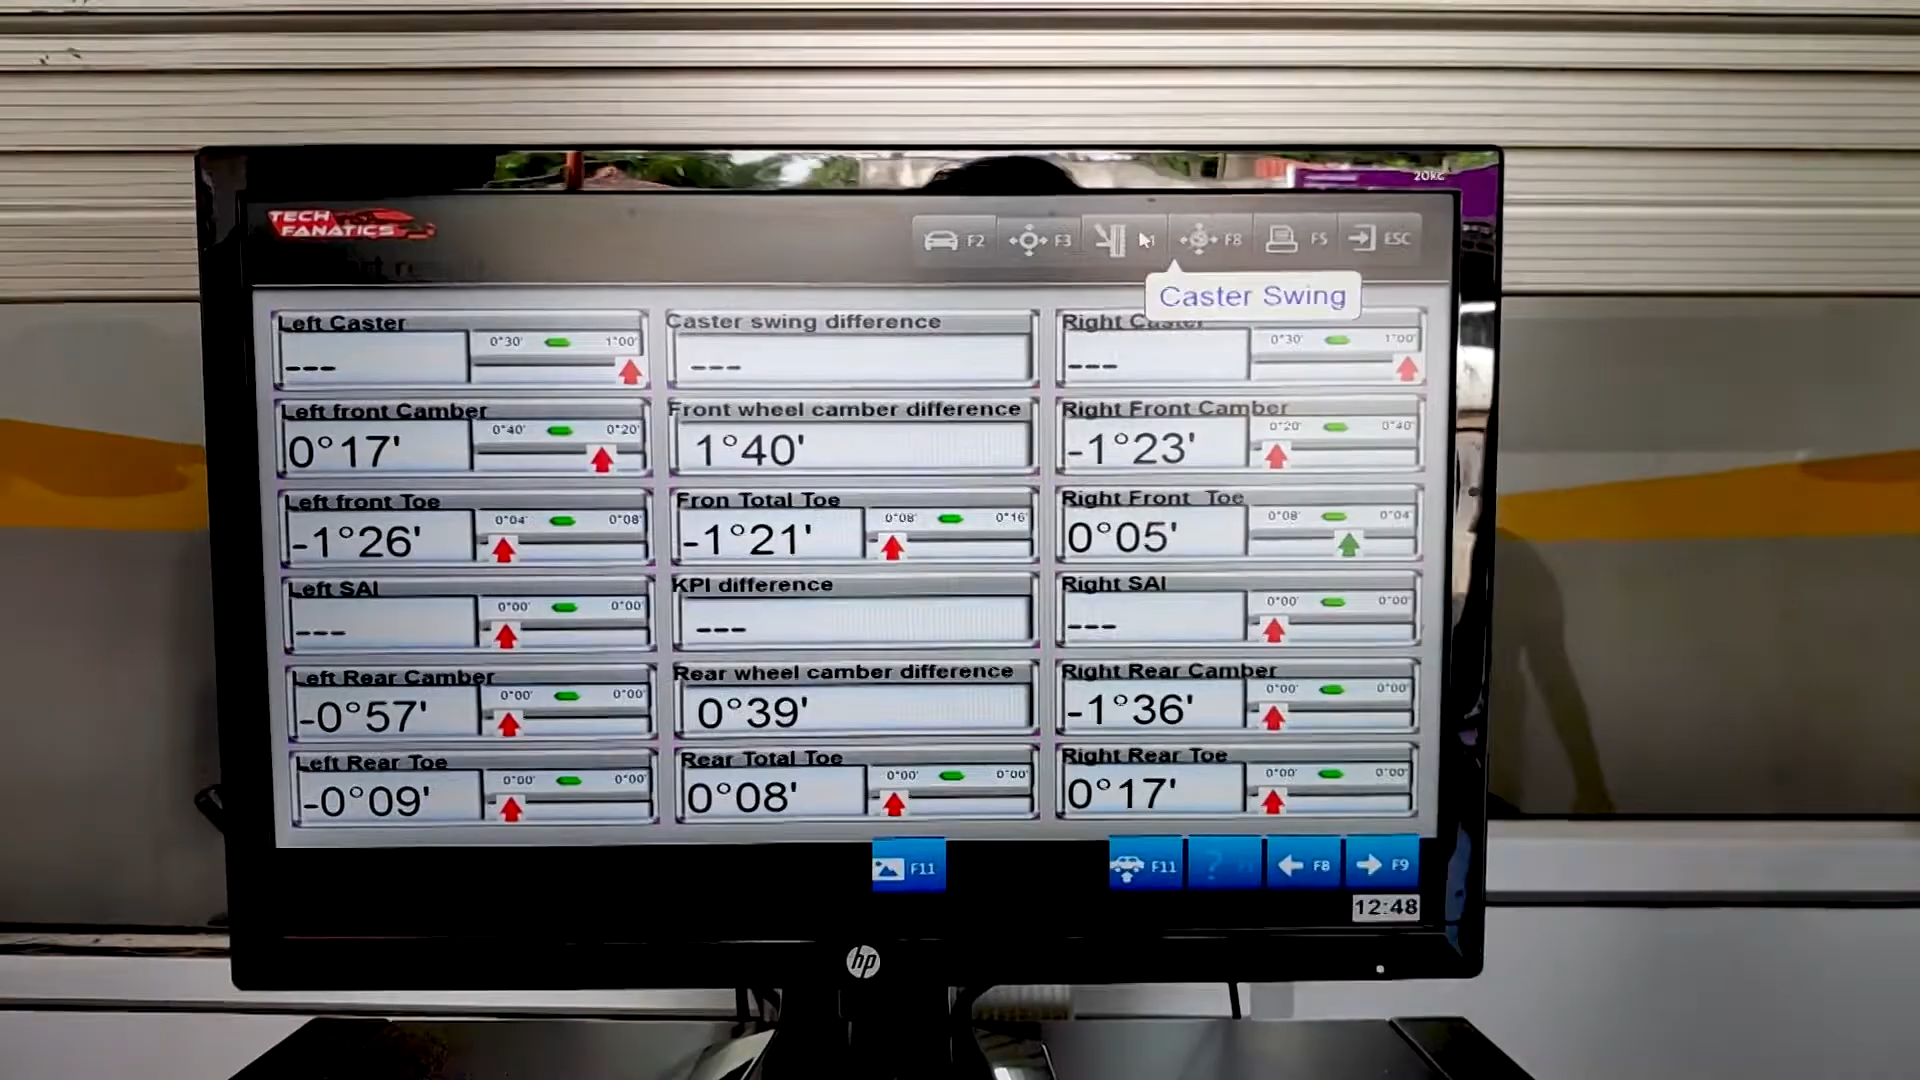 20kc
TECH
FANATICS
F2 F3 F8 F5 ESC
Caster Swing
Left Caster
0°30' 1°00'
---
Caster swing difference
---
Right Caster
0°30' 1°00'
---
Left front Camber
0°40' 0°20'
0°17'
Front wheel camber difference
1°40'
Right Front Camber
0°20' 0°40'
-1°23'
Left front Toe
0°04' 0°08'
-1°26'
Fron Total Toe
0°08' 0°16'
-1°21'
Right Front Toe
0°08' 0°04'
0°05'
Left SAI
0°00' 0°00'
---
KPI difference
---
Right SAI
0°00' 0°00'
---
Left Rear Camber
0°00' 0°00'
-0°57'
Rear wheel camber difference
0°39'
Right Rear Camber
0°00' 0°00'
-1°36'
Left Rear Toe
0°00' 0°00'
-0°09'
Rear Total Toe
0°00' 0°00'
0°08'
Right Rear Toe
0°00' 0°00'
0°17'
F11 F11 ? F8 F9
12:48
hp